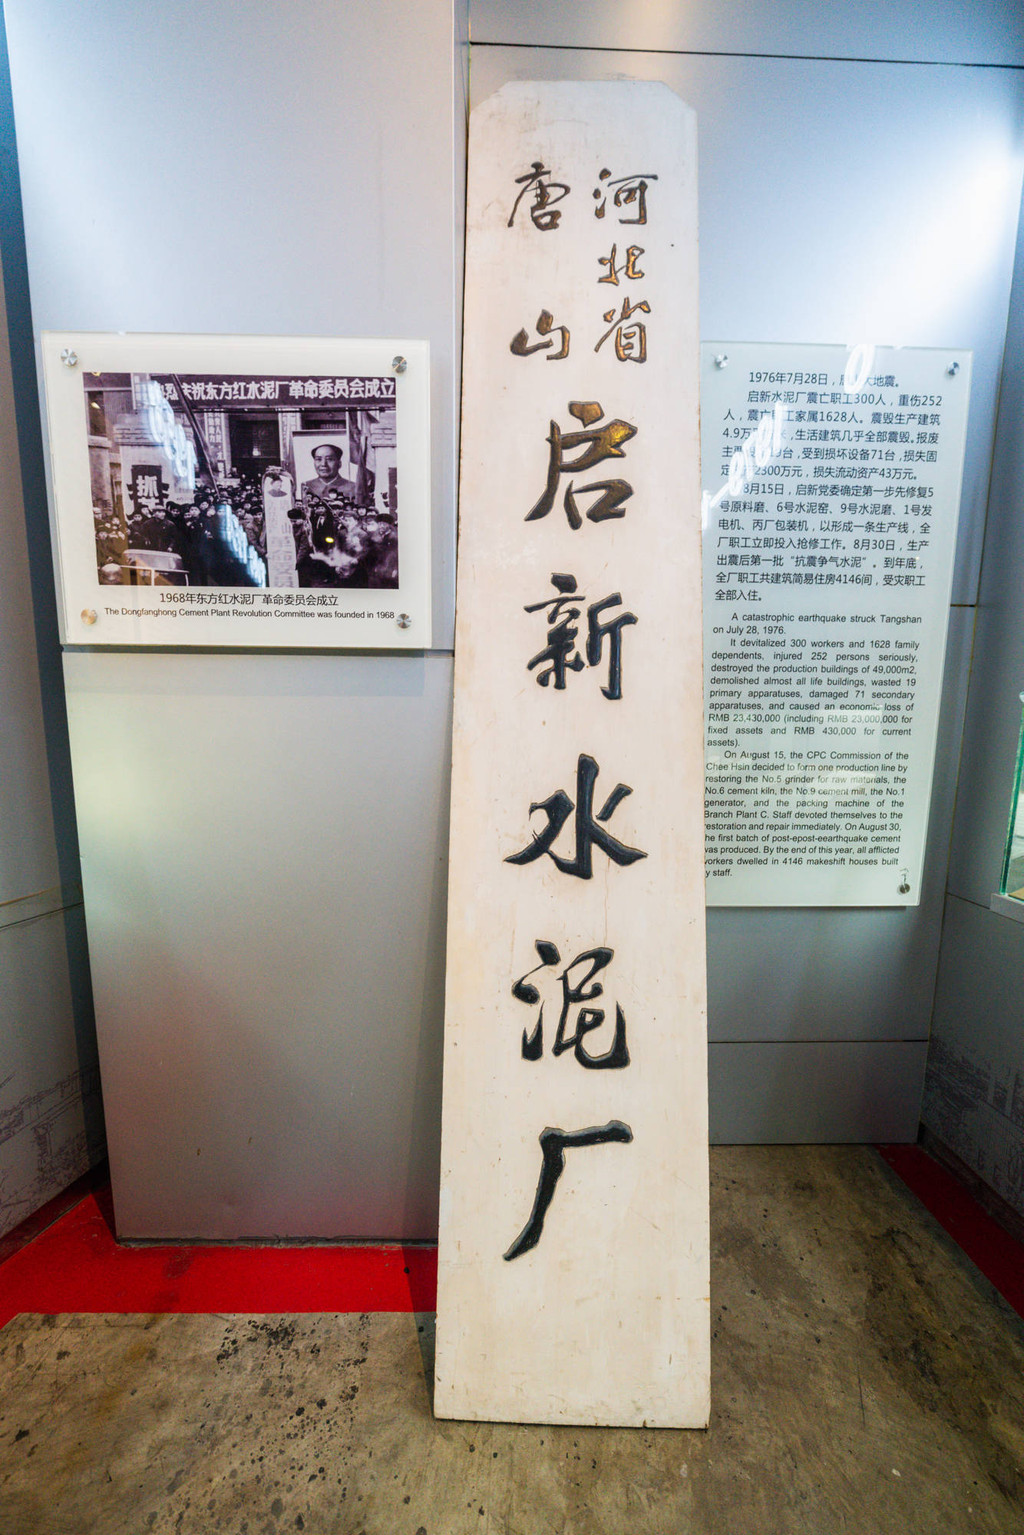 庆祝东方红水泥厂革命委员会成立
抓
1968年东方红水泥厂革命委员会成立
The Dongfanghong Cement Plant Revolution Committee was founded in 1968
河北省
唐山
启新水泥厂
1976年7月28日，大地震。
启新水泥厂震亡职工300人，重伤252
人，震亡职工家属1628人。震毁生产建筑
4.9万，生活建筑几乎全部震毁。报废
主台，受到损坏设备71台，损失固
定2300万元，损失流动资产43万元。
8月15日，启新党委确定第一步先修复5
号原料磨、6号水泥窑、9号水泥磨、1号发
电机、丙厂包装机，以形成一条生产线，全
厂职工立即投入抢修工作。8月30日，生产
出震后第一批“抗震争气水泥”。到年底，
全厂职工共建筑简易住房4146间，受灾职工
全部入住。
A catastrophic earthquake struck Tangshan
on July 28, 1976.
It devitalized 300 workers and 1628 family
dependents, injured 252 persons seriously,
destroyed the production buildings of 49,000m2,
demolished almost all life buildings, wasted 19
primary apparatuses, damaged 71 secondary
apparatuses, and caused an economic loss of
RMB 23,430,000 (including RMB 23,000,000 for
fixed assets and RMB 430,000 for current
assets).
On August 15, the CPC Commission of the
Chee Hsin decided to form one production line by
restoring the No.5 grinder for raw materials, the
No.6 cement kiln, the No.9 cement mill, the No.1
generator, and the packing machine of the
Branch Plant C. Staff devoted themselves to the
restoration and repair immediately. On August 30,
the first batch of post-epost-eearthquake cement
was produced. By the end of this year, all afflicted
workers dwelled in 4146 makeshift houses built
y staff.